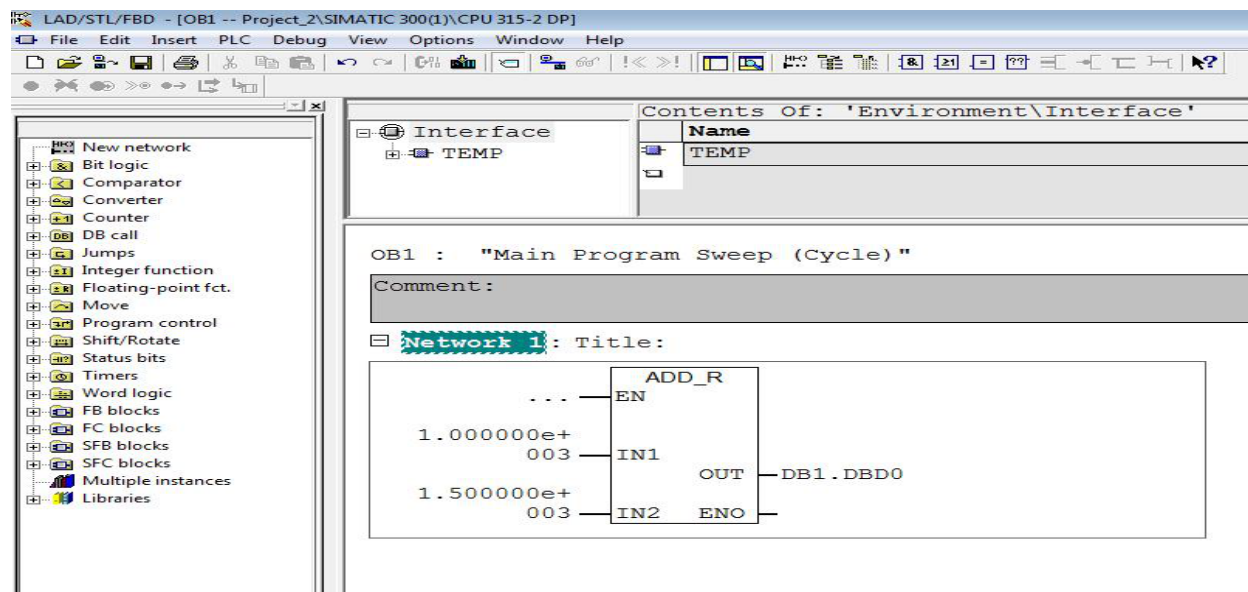 LAD/STL/FBD - [OB1 -- Project_2\SIMATIC 300(1)\CPU 315-2 DP]
File Edit Insert PLC Debug View Options Window Help
New network
Bit logic
Comparator
Converter
Counter
DB call
Jumps
Integer function
Floating-point fct.
Move
Program control
Shift/Rotate
Status bits
Timers
Word logic
FB blocks
FC blocks
SFB blocks
SFC blocks
Multiple instances
Libraries
Interface
TEMP
Contents Of: 'Environment\Interface'
Name
TEMP
OB1 : "Main Program Sweep (Cycle)"
Comment:
Network 1: Title:
ADD_R
... EN
1.000000e+
003 IN1
OUT DB1.DBD0
1.500000e+
003 IN2 ENO